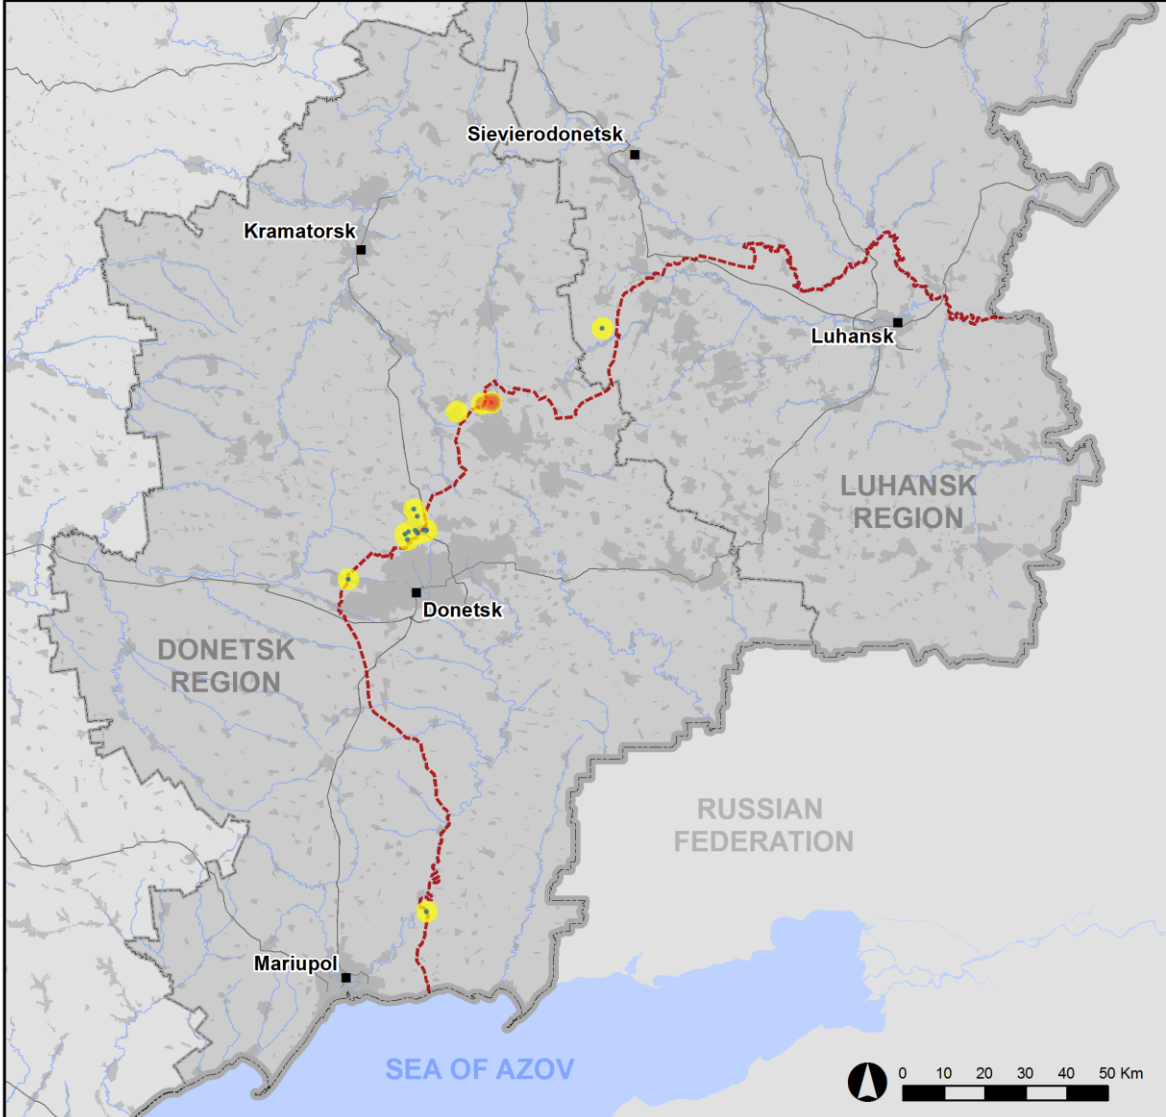 Sievierodonetsk
Kramatorsk
Luhansk
LUHANSK
REGION
Donetsk
DONETSK
REGION
RUSSIAN
FEDERATION
Mariupol
SEA OF AZOV
0 10 20 30 40 50 Km